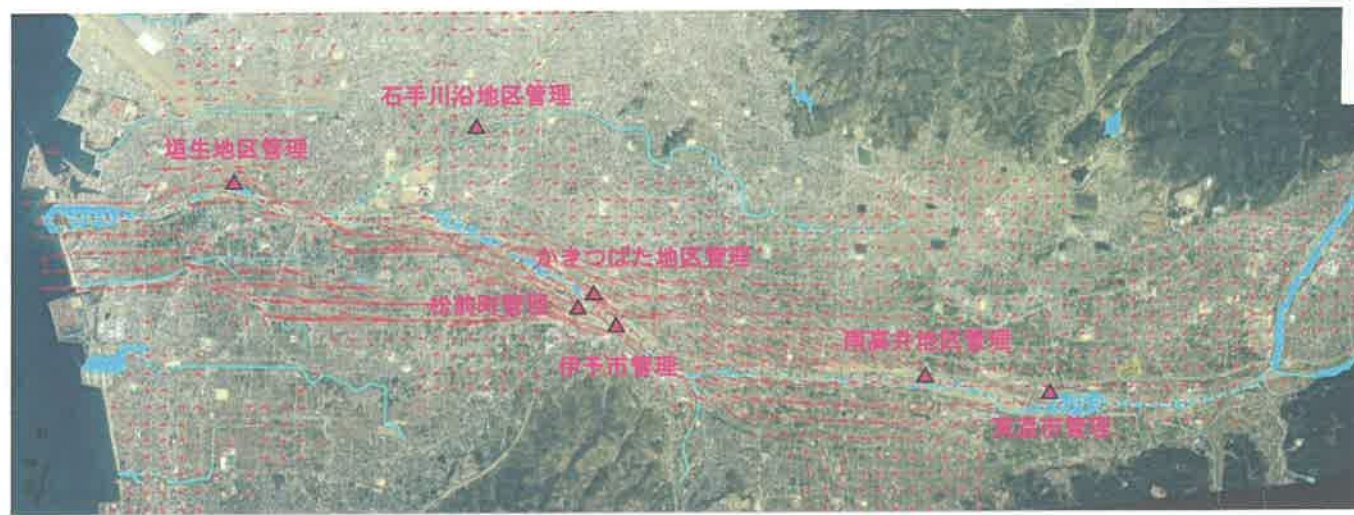 石手川沿地区管理
垣生地区管理
かきつばた地区管理
松前町管理
南高井地区管理
伊予市管理
東温市管理